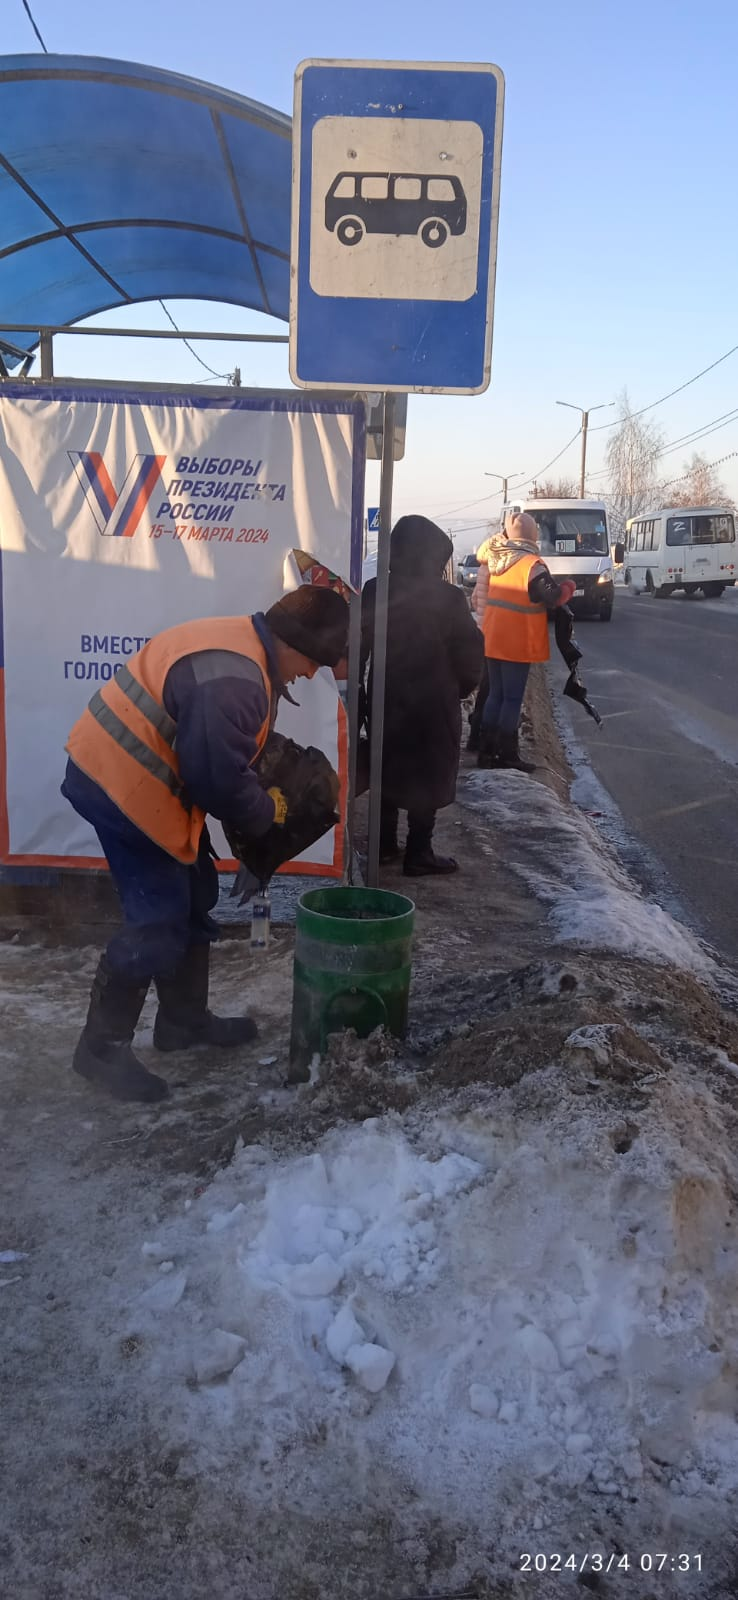 ВЫБОРЫ
ПРЕЗИДЕНТА
РОССИИ
15–17 МАРТА 2024
Z
2024/3/4 07:31